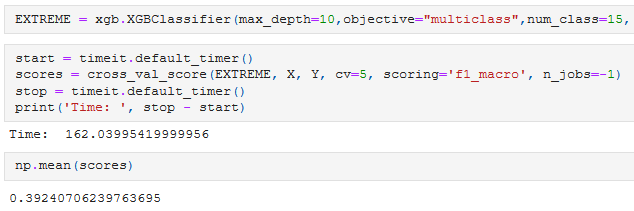 EXTREME = xgb.XGBClassifier(max_depth=10,objective="multiclass",num_class=15,
start = timeit.default_timer()
scores = cross_val_score(EXTREME, X, Y, cv=5, scoring='f1_macro', n_jobs=-1)
stop = timeit.default_timer()
print('Time: ', stop - start)
Time:  162.03995419999956
np.mean(scores)
0.39240706239763695